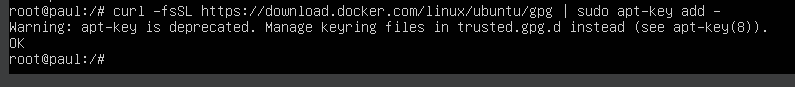 root@paul:/# curl -fsSL https://download.docker.com/linux/ubuntu/gpg | sudo apt-key add -
Warning: apt-key is deprecated. Manage keyring files in trusted.gpg.d instead (see apt-key(8)).
OK
root@paul:/#